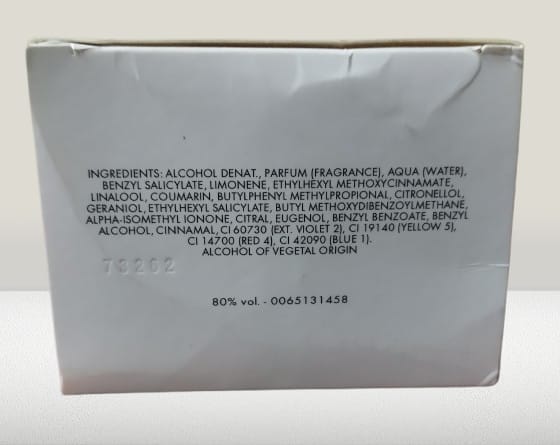 INGREDIENTS: ALCOHOL DENAT., PARFUM (FRAGRANCE), AQUA (WATER),
BENZYL SALICYLATE, LIMONENE, ETHYLHEXYL METHOXYCINNAMATE,
LINALOOL, COUMARIN, BUTYLPHENYL METHYLPROPIONAL, CITRONELLOL,
GERANIOL, ETHYLHEXYL SALICYLATE, BUTYL METHOXYDIBENZOYLMETHANE,
ALPHA-ISOMETHYL IONONE, CITRAL, EUGENOL, BENZYL BENZOATE, BENZYL
ALCOHOL, CINNAMAL, CI 60730 (EXT. VIOLET 2), CI 19140 (YELLOW 5),
CI 14700 (RED 4), CI 42090 (BLUE 1).
ALCOHOL OF VEGETAL ORIGIN
73202
80% vol. - 0065131458